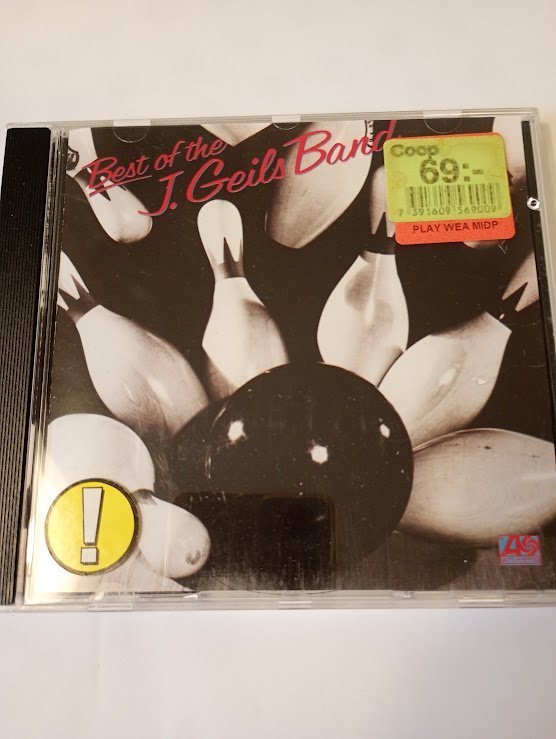 Best of the
J. Geils Band
Coop
69:-
7 391609 569009
PLAY WEA MIDP
!